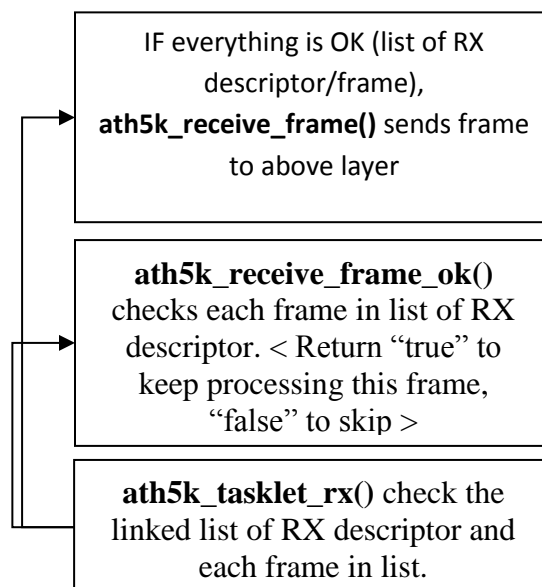 IF everything is OK (list of RX
descriptor/frame),
ath5k_receive_frame() sends frame
to above layer
ath5k_receive_frame_ok()
checks each frame in list of RX
descriptor. < Return “true” to
keep processing this frame,
“false” to skip >
ath5k_tasklet_rx() check the
linked list of RX descriptor and
each frame in list.